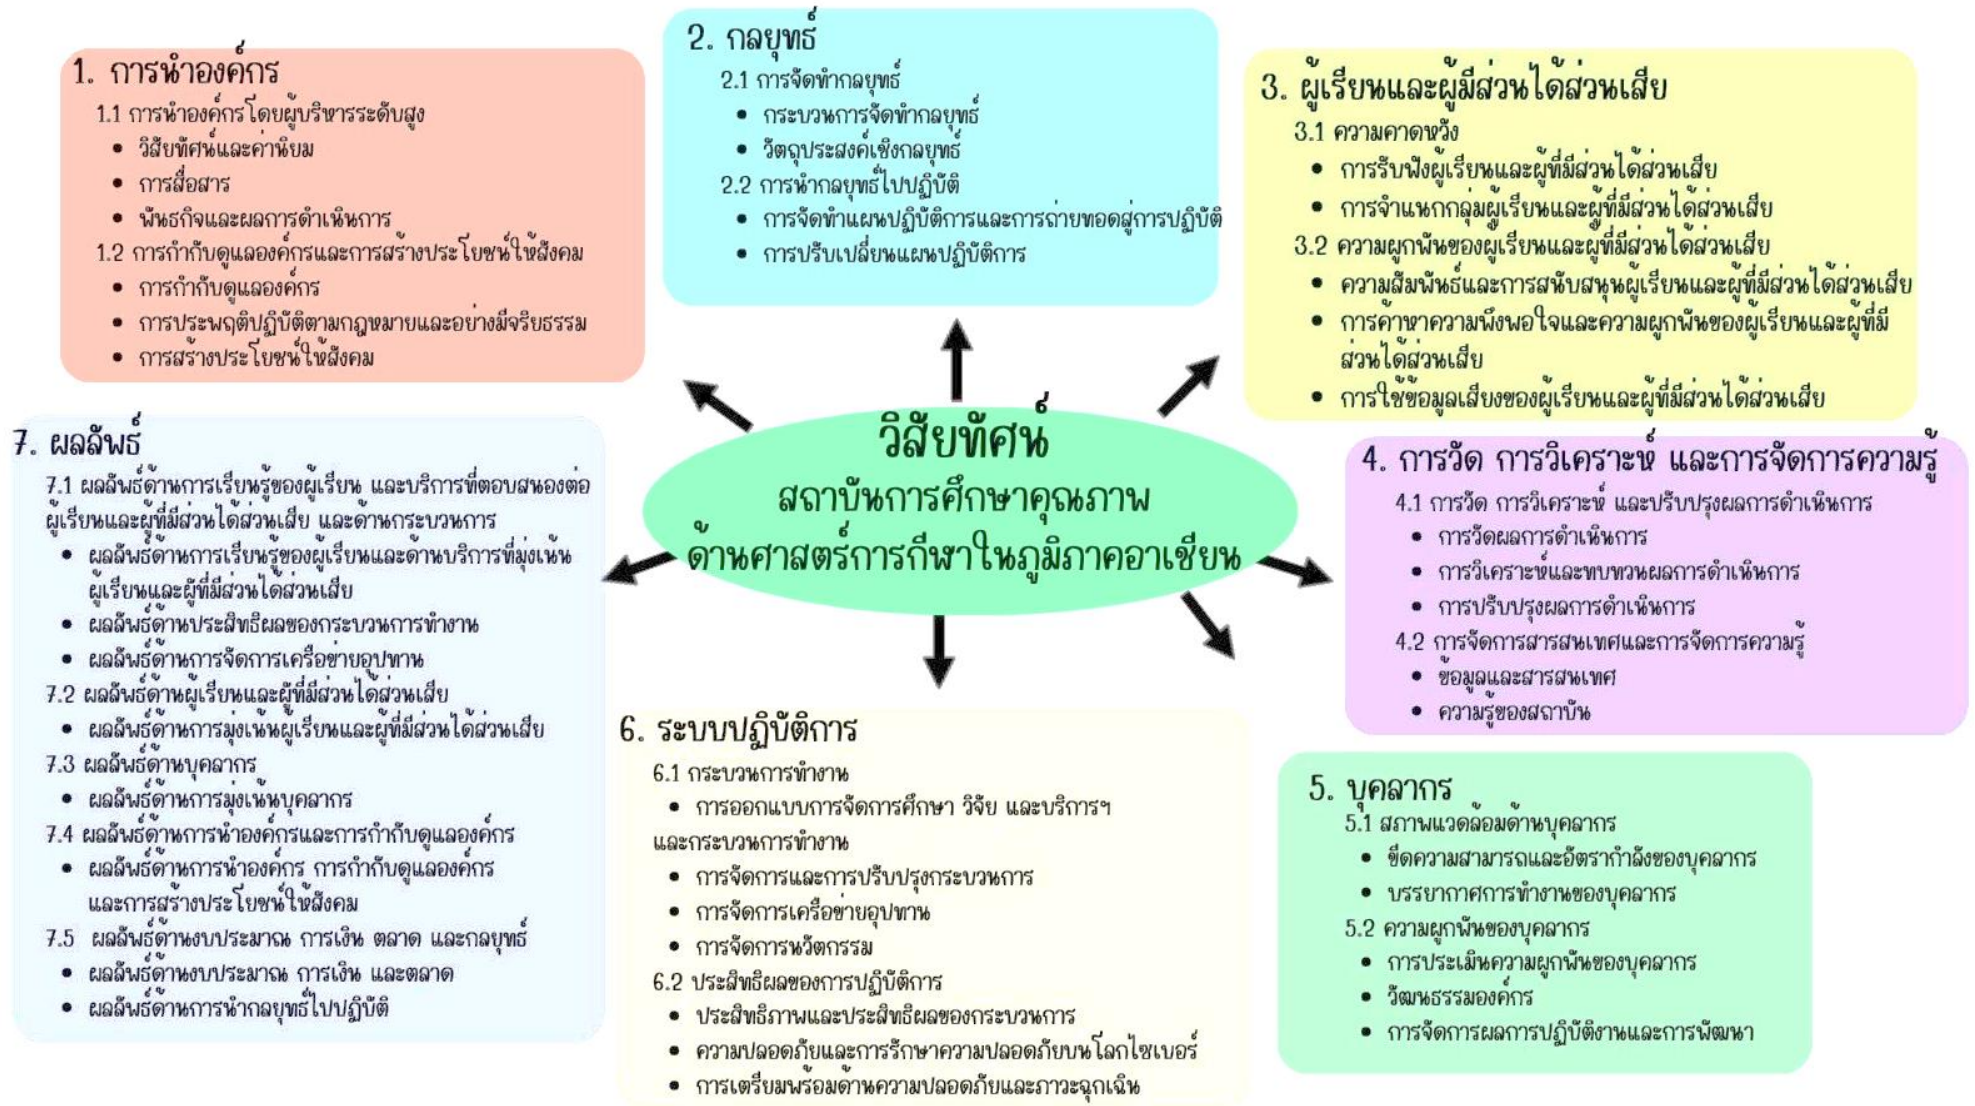 1. การนำองค์กร
1.1 การนำองค์กรโดยผู้บริหารระดับสูง
• วิสัยทัศน์และค่านิยม
• การสื่อสาร
• พันธกิจและผลการดำเนินการ
1.2 การกำกับดูแลองค์กรและการสร้างประโยชน์ให้สังคม
• การกำกับดูแลองค์กร
• การประพฤติปฏิบัติตามกฎหมายและอย่างมีจริยธรรม
• การสร้างประโยชน์ให้สังคม
2. กลยุทธ์
2.1 การจัดทำกลยุทธ์
• กระบวนการจัดทำกลยุทธ์
• วัตถุประสงค์เชิงกลยุทธ์
2.2 การนำกลยุทธ์ไปปฏิบัติ
• การจัดทำแผนปฏิบัติการและการถ่ายทอดสู่การปฏิบัติ
• การปรับเปลี่ยนแผนปฏิบัติการ
3. ผู้เรียนและผู้มีส่วนได้ส่วนเสีย
3.1 ความคาดหวัง
• การรับฟังผู้เรียนและผู้ที่มีส่วนได้ส่วนเสีย
• การจำแนกกลุ่มผู้เรียนและผู้ที่มีส่วนได้ส่วนเสีย
3.2 ความผูกพันของผู้เรียนและผู้ที่มีส่วนได้ส่วนเสีย
• ความสัมพันธ์และการสนับสนุนผู้เรียนและผู้ที่มีส่วนได้ส่วนเสีย
• การค้าหาความพึงพอใจและความผูกพันของผู้เรียนและผู้ที่มี
ส่วนได้ส่วนเสีย
• การใช้ข้อมูลเสียงของผู้เรียนและผู้ที่มีส่วนได้ส่วนเสีย
วิสัยทัศน์
สถาบันการศึกษาคุณภาพ
ด้านศาสตร์การกีฬาในภูมิภาคอาเซียน
4. การวัด การวิเคราะห์ และการจัดการความรู้
4.1 การวัด การวิเคราะห์ และปรับปรุงผลการดำเนินการ
• การวัดผลการดำเนินการ
• การวิเคราะห์และทบทวนผลการดำเนินการ
• การปรับปรุงผลการดำเนินการ
4.2 การจัดการสารสนเทศและการจัดการความรู้
• ข้อมูลและสารสนเทศ
• ความรู้ของสถาบัน
5. บุคลากร
5.1 สภาพแวดล้อมด้านบุคลากร
• ขีดความสามารถและอัตรากำลังของบุคลากร
• บรรยากาศการทำงานของบุคลากร
5.2 ความผูกพันของบุคลากร
• การประเมินความผูกพันของบุคลากร
• วัฒนธรรมองค์กร
• การจัดการผลการปฏิบัติงานและการพัฒนา
6. ระบบปฏิบัติการ
6.1 กระบวนการทำงาน
• การออกแบบการจัดการศึกษา วิจัย และบริการฯ
และกระบวนการทำงาน
• การจัดการและการปรับปรุงกระบวนการ
• การจัดการเครือข่ายอุปทาน
• การจัดการนวัตกรรม
6.2 ประสิทธิผลของการปฏิบัติการ
• ประสิทธิภาพและประสิทธิผลของกระบวนการ
• ความปลอดภัยและการรักษาความปลอดภัยบนโลกไซเบอร์
• การเตรียมพร้อมด้านความปลอดภัยและภาวะฉุกเฉิน
7. ผลลัพธ์
7.1 ผลลัพธ์ด้านการเรียนรู้ของผู้เรียน และบริการที่ตอบสนองต่อ
ผู้เรียนและผู้ที่มีส่วนได้ส่วนเสีย และด้านกระบวนการ
• ผลลัพธ์ด้านการเรียนรู้ของผู้เรียนและด้านบริการที่มุ่งเน้น
ผู้เรียนและผู้ที่มีส่วนได้ส่วนเสีย
• ผลลัพธ์ด้านประสิทธิผลของกระบวนการทำงาน
• ผลลัพธ์ด้านการจัดการเครือข่ายอุปทาน
7.2 ผลลัพธ์ด้านผู้เรียนและผู้ที่มีส่วนได้ส่วนเสีย
• ผลลัพธ์ด้านการมุ่งเน้นผู้เรียนและผู้ที่มีส่วนได้ส่วนเสีย
7.3 ผลลัพธ์ด้านบุคลากร
• ผลลัพธ์ด้านการมุ่งเน้นบุคลากร
7.4 ผลลัพธ์ด้านการนำองค์กรและการกำกับดูแลองค์กร
• ผลลัพธ์ด้านการนำองค์กร การกำกับดูแลองค์กร
และการสร้างประโยชน์ให้สังคม
7.5 ผลลัพธ์ด้านงบประมาณ การเงิน ตลาด และกลยุทธ์
• ผลลัพธ์ด้านงบประมาณ การเงิน และตลาด
• ผลลัพธ์ด้านการนำกลยุทธ์ไปปฏิบัติ